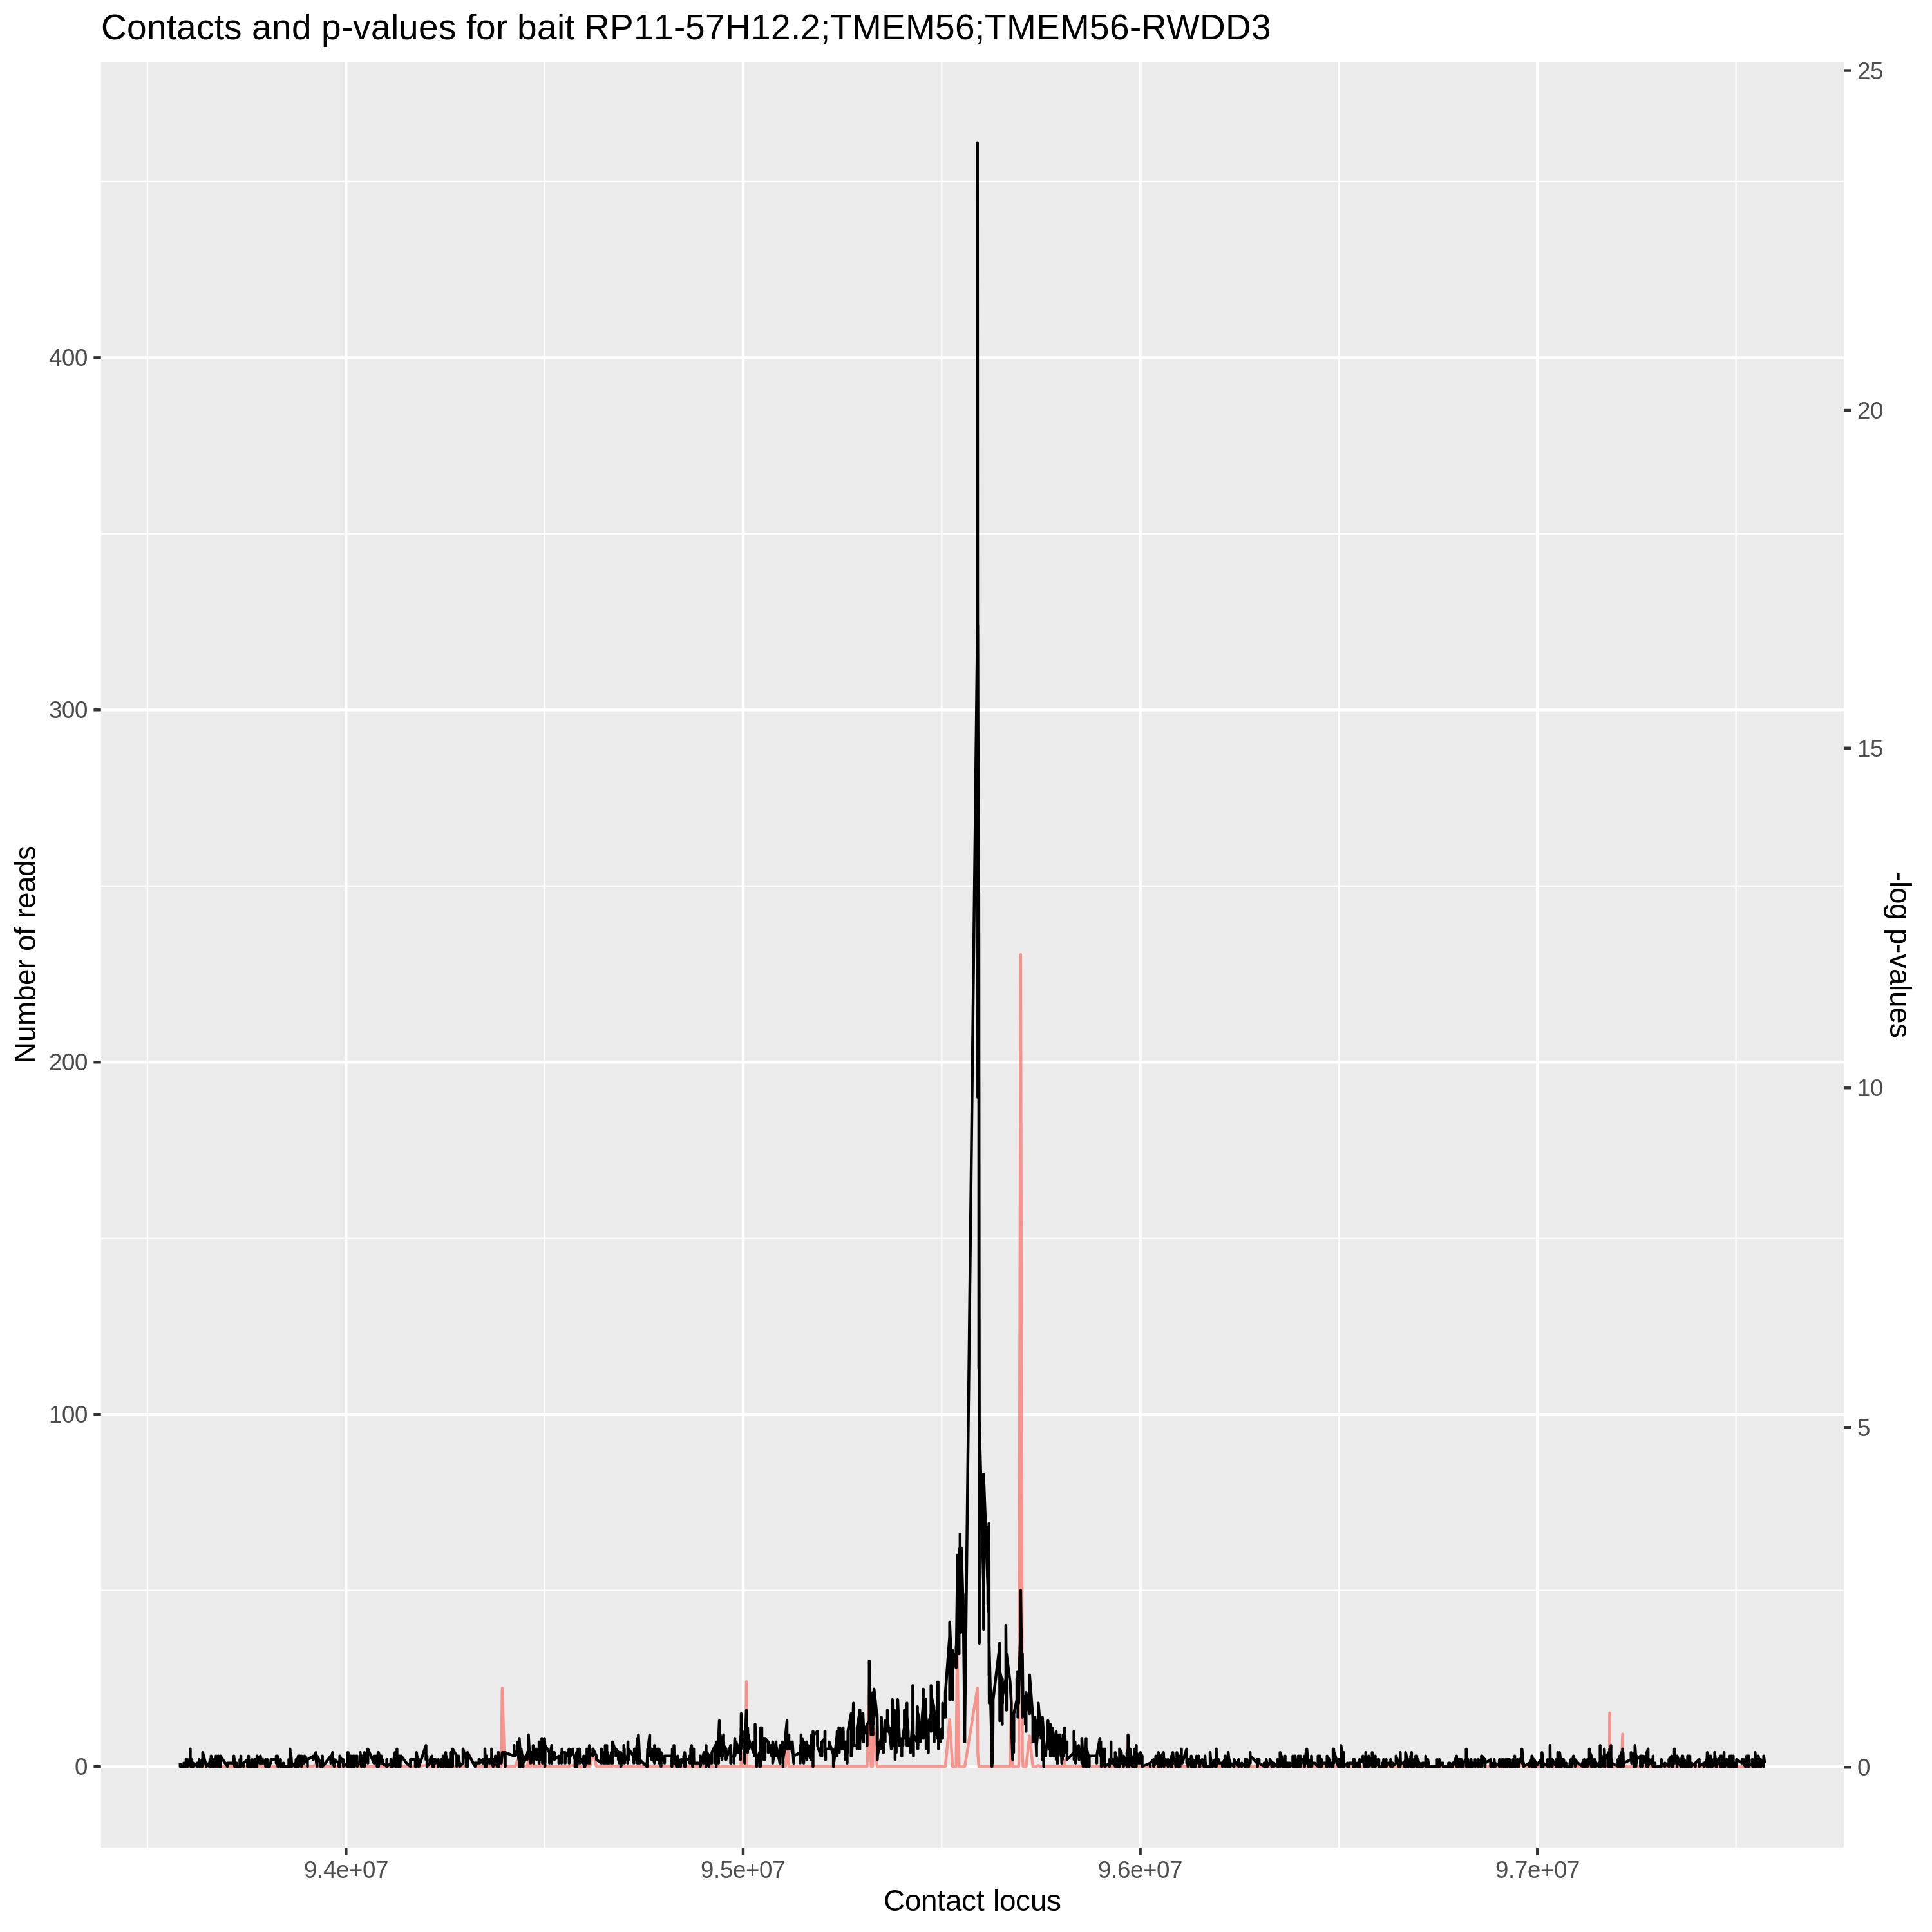 Contacts and p-values for bait RP11-57H12.2;TMEM56;TMEM56-RWDD3
25
400
20
300
15
Number of reads
-log p-values
200
10
100
5
0
0
9.4e+07
9.5e+07
9.6e+07
9.7e+07
Contact locus